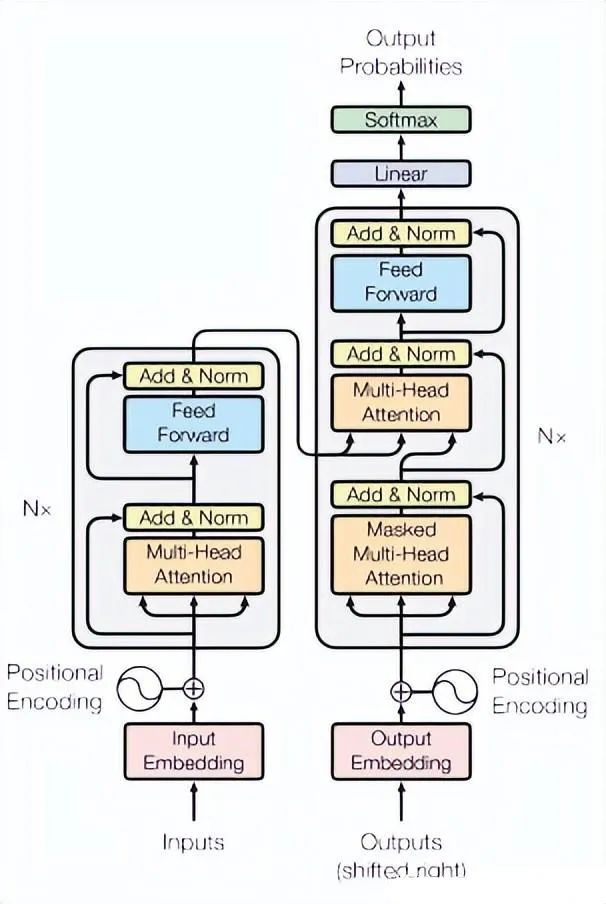 Output
Probabilities
Softmax
Linear
Add & Norm
Feed
Forward
Add & Norm
Multi-Head
Attention
Nx
Add & Norm
Masked
Multi-Head
Attention
Add & Norm
Feed
Forward
Nx
Add & Norm
Multi-Head
Attention
Positional
Encoding
Positional
Encoding
Input
Embedding
Output
Embedding
Inputs
Outputs
(shifted right)